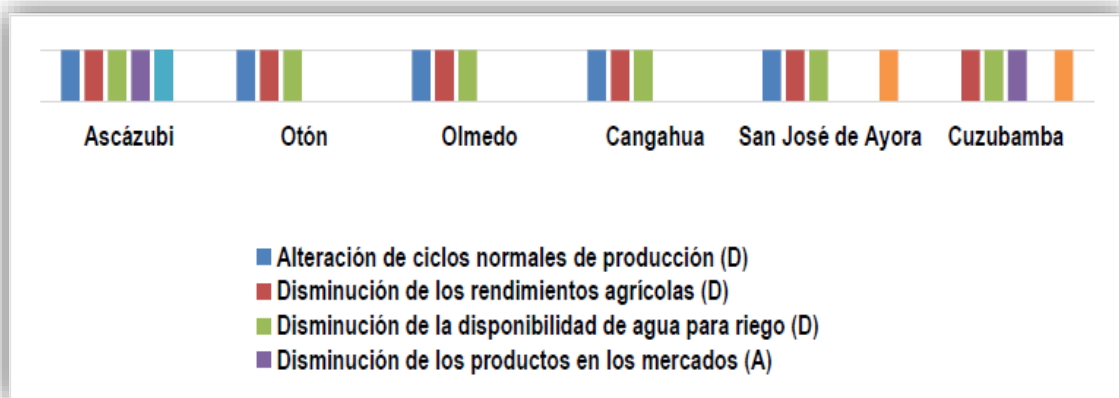 Ascázubi Otón Olmedo Cangahua San José de Ayora Cuzubamba
Alteración de ciclos normales de producción (D)
Disminución de los rendimientos agrícolas (D)
Disminución de la disponibilidad de agua para riego (D)
Disminución de los productos en los mercados (A)